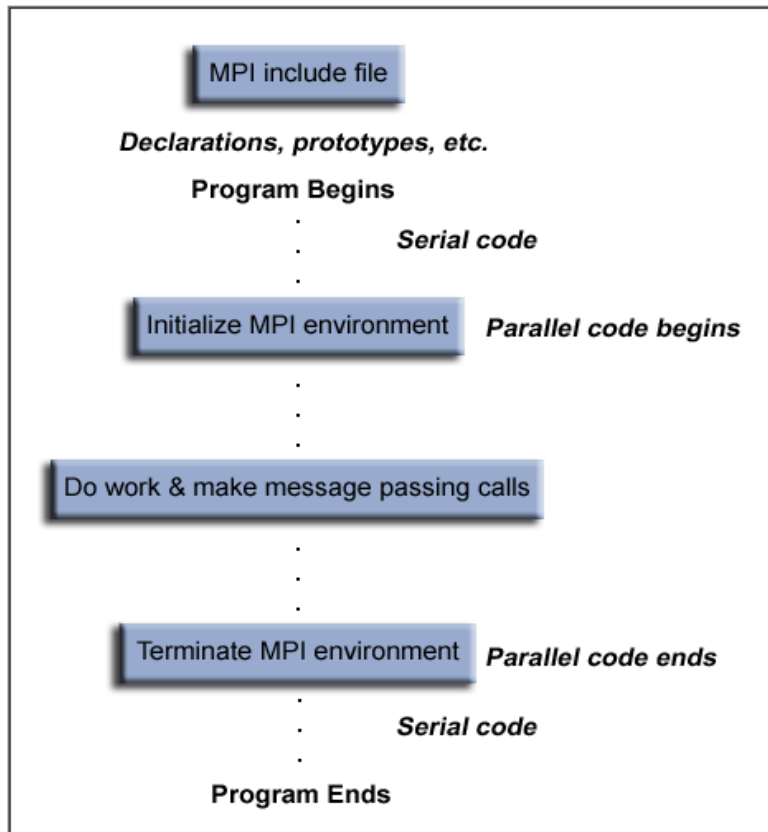 MPI include file
Declarations, prototypes, etc.
Program Begins
Serial code
Initialize MPI environment
Parallel code begins
Do work & make message passing calls
Terminate MPI environment
Parallel code ends
Serial code
Program Ends